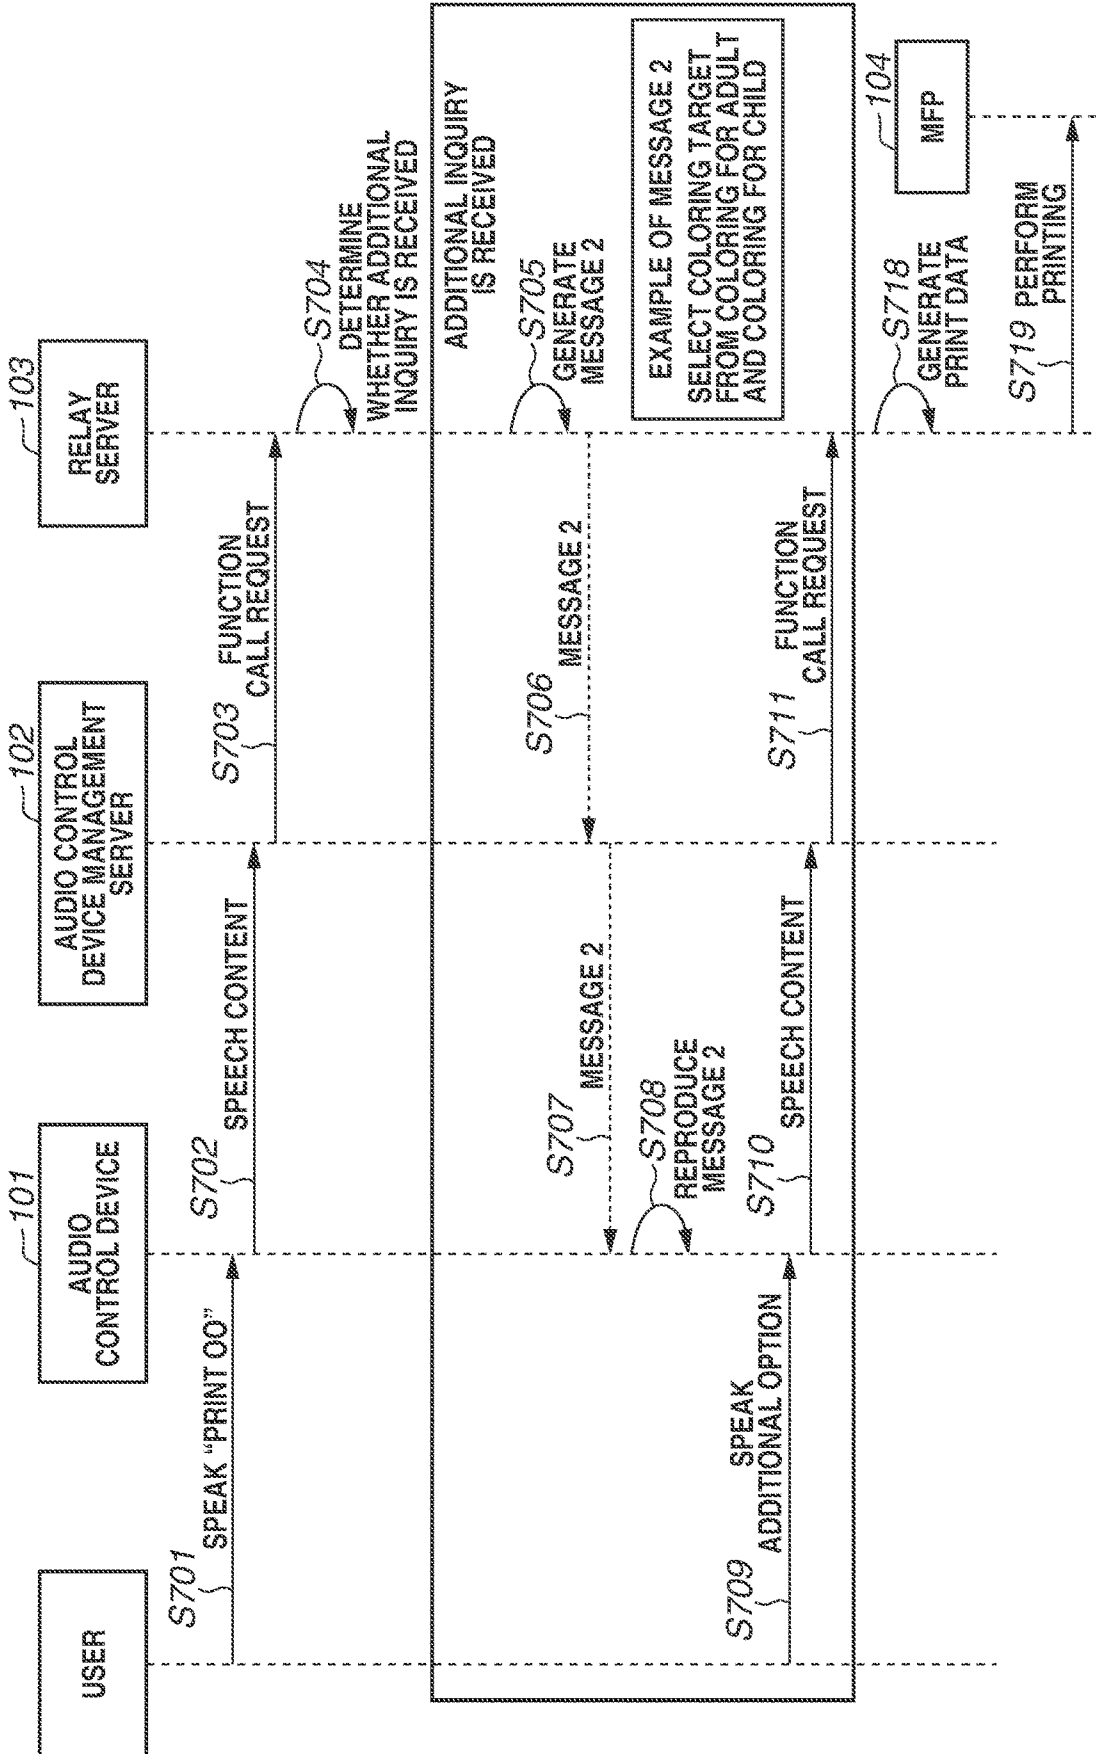 USER
101
AUDIO
CONTROL DEVICE
102
AUDIO CONTROL
DEVICE MANAGEMENT
SERVER
103
RELAY
SERVER
S701
SPEAK “PRINT OO”
S702
SPEECH CONTENT
S703
FUNCTION
CALL REQUEST
S704
DETERMINE
WHETHER ADDITIONAL
INQUIRY IS RECEIVED
ADDITIONAL INQUIRY
IS RECEIVED
S705
GENERATE
MESSAGE 2
S706
MESSAGE 2
S707
MESSAGE 2
S708
REPRODUCE
MESSAGE 2
EXAMPLE OF MESSAGE 2
SELECT COLORING TARGET
FROM COLORING FOR ADULT
AND COLORING FOR CHILD
S709
SPEAK
ADDITIONAL OPTION
S710
SPEECH CONTENT
S711
FUNCTION
CALL REQUEST
104
MFP
S718
GENERATE
PRINT DATA
S719
PERFORM
PRINTING